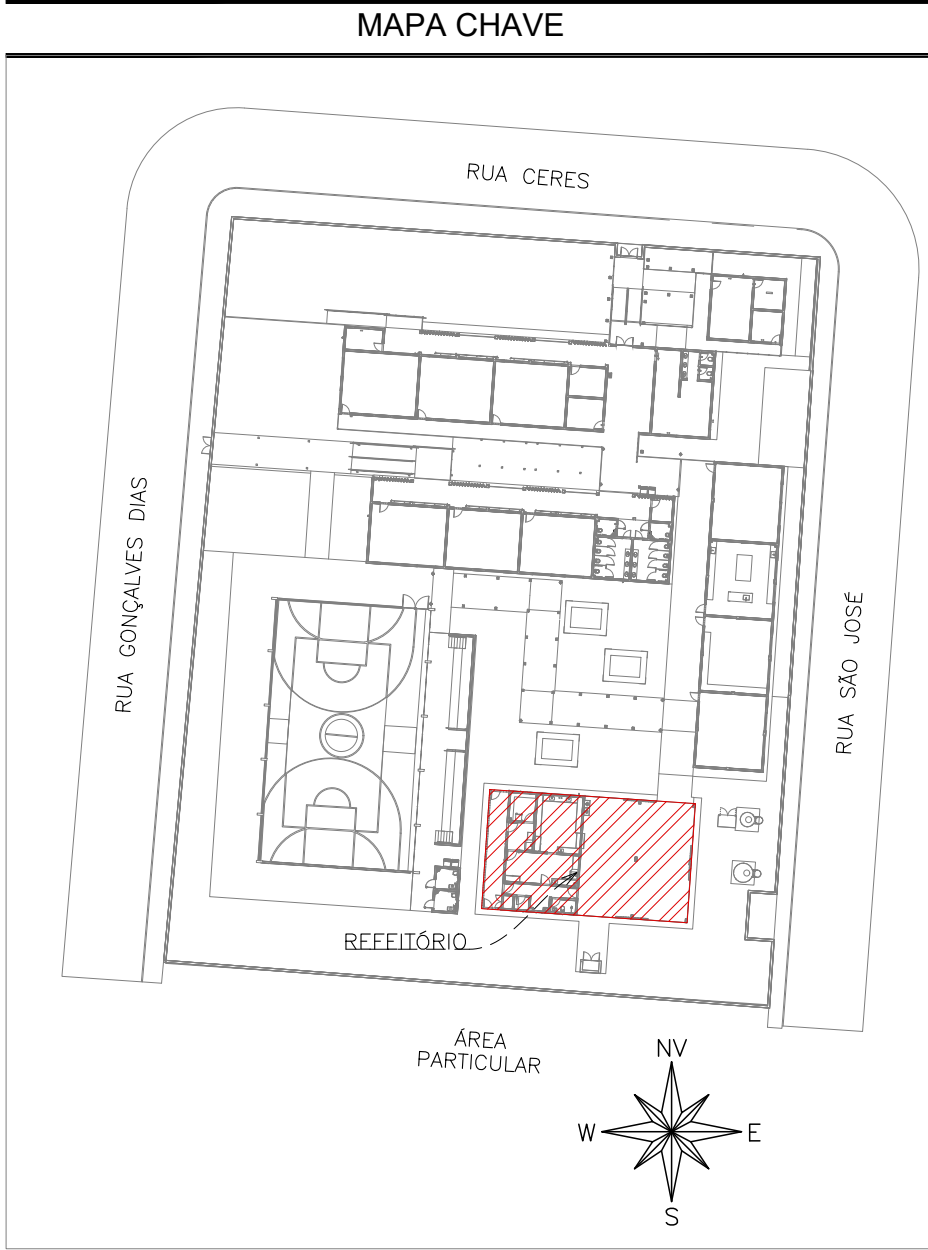 MAPA CHAVE
RUA CERES
RUA GONÇALVES DIAS
RUA SÃO JOSÉ
REFEITÓRIO
ÁREA
PARTICULAR
NV
W
E
S